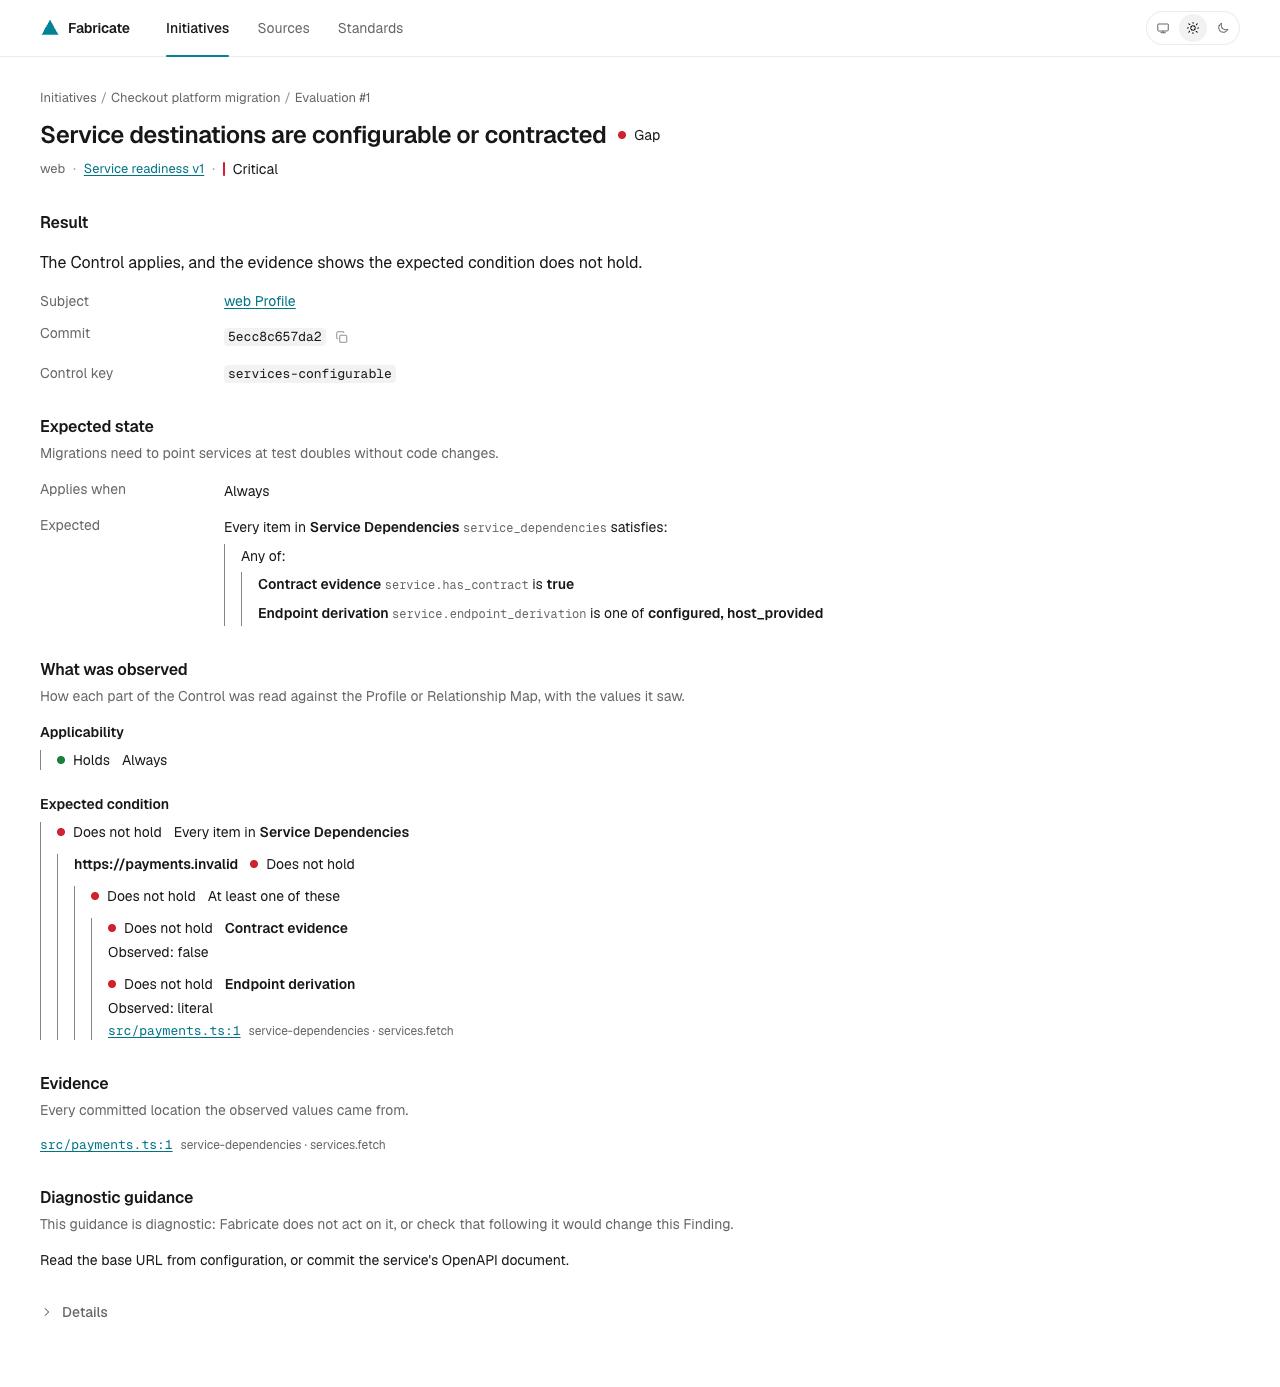 Fabricate Initiatives Sources Standards
Initiatives / Checkout platform migration / Evaluation #1
Service destinations are configurable or contracted Gap
web · Service readiness v1 · Critical
Result
The Control applies, and the evidence shows the expected condition does not hold.
Subject web Profile
Commit 5ecc8c657da2
Control key services-configurable
Expected state
Migrations need to point services at test doubles without code changes.
Applies when Always
Expected Every item in Service Dependencies service_dependencies satisfies:
Any of:
Contract evidence service.has_contract is true
Endpoint derivation service.endpoint_derivation is one of configured, host_provided
What was observed
How each part of the Control was read against the Profile or Relationship Map, with the values it saw.
Applicability
Holds Always
Expected condition
Does not hold Every item in Service Dependencies
https://payments.invalid Does not hold
Does not hold At least one of these
Does not hold Contract evidence
Observed: false
Does not hold Endpoint derivation
Observed: literal
src/payments.ts:1 service-dependencies · services.fetch
Evidence
Every committed location the observed values came from.
src/payments.ts:1 service-dependencies · services.fetch
Diagnostic guidance
This guidance is diagnostic: Fabricate does not act on it, or check that following it would change this Finding.
Read the base URL from configuration, or commit the service's OpenAPI document.
Details